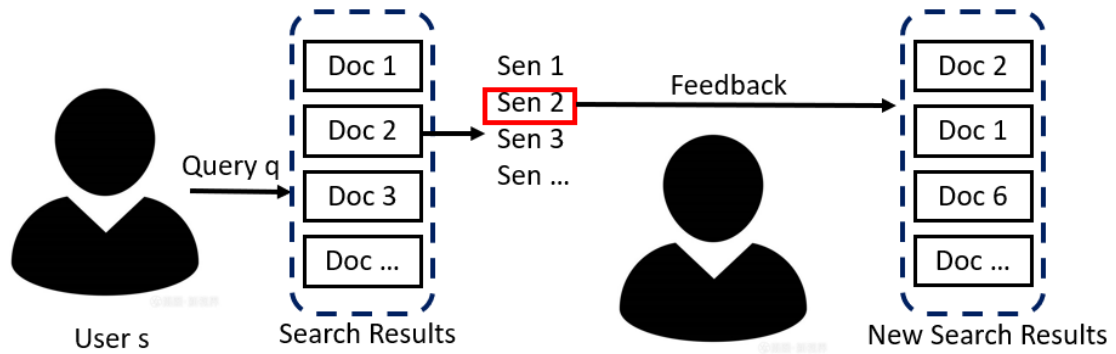 Query q
User s
Doc 1
Doc 2
Doc 3
Doc ...
Search Results
Sen 1
Sen 2
Sen 3
Sen ...
Feedback
Doc 2
Doc 1
Doc 6
Doc ...
New Search Results